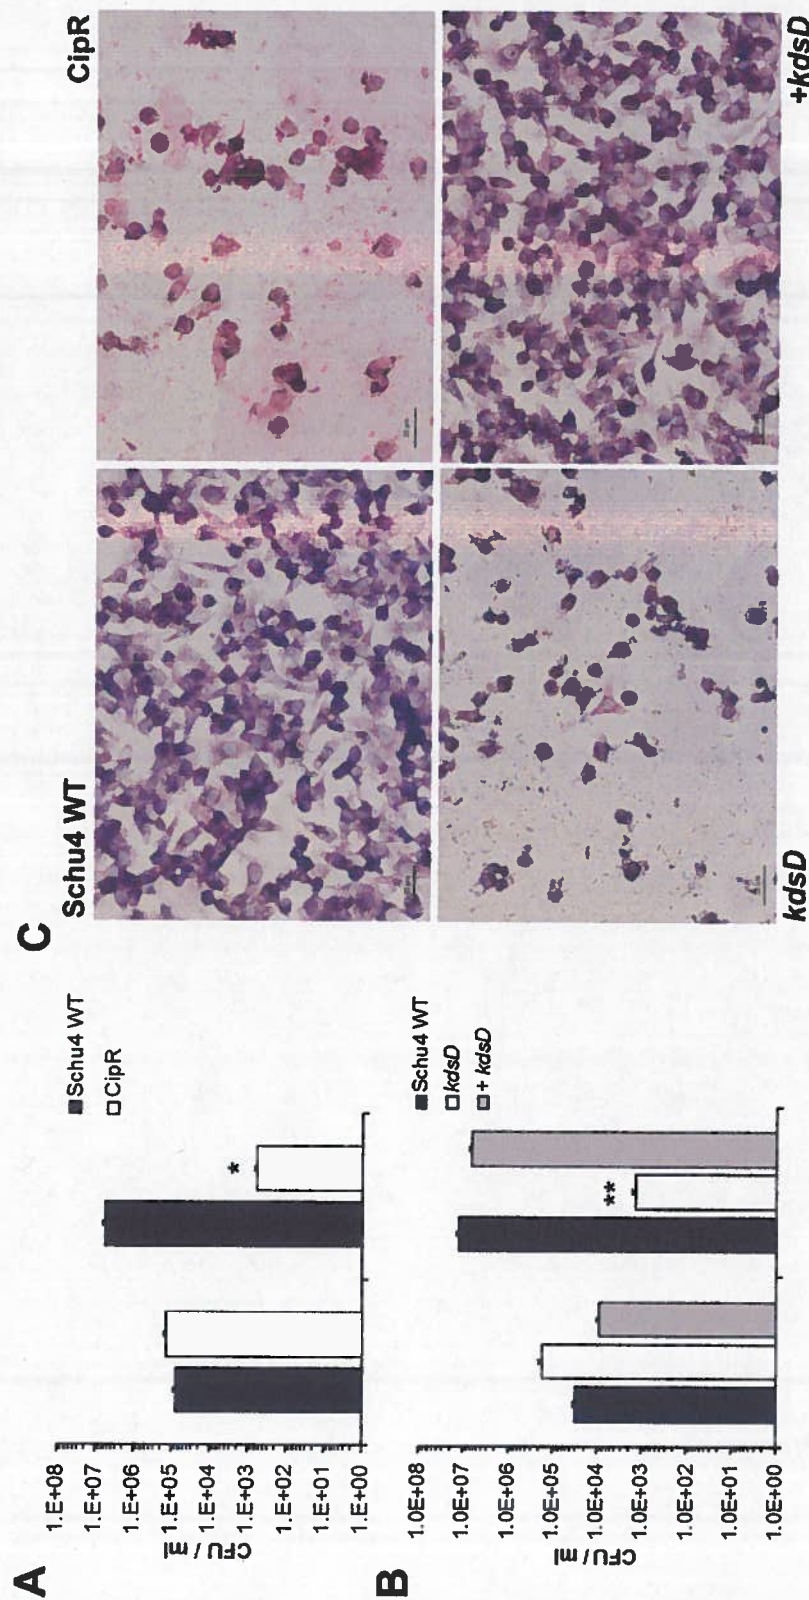 A
CFU / ml
1.E+08
1.E+07
1.E+06
1.E+05
1.E+04
1.E+03
1.E+02
1.E+01
1.E+00
*
Schu4 WT
CipR
B
CFU / ml
1.0E+08
1.0E+07
1.0E+06
1.0E+05
1.0E+04
1.0E+03
1.0E+02
1.0E+01
1.0E+00
**
Schu4 WT
kdsD
+ kdsD
C
Schu4 WT
CipR
kdsD
+kdsD